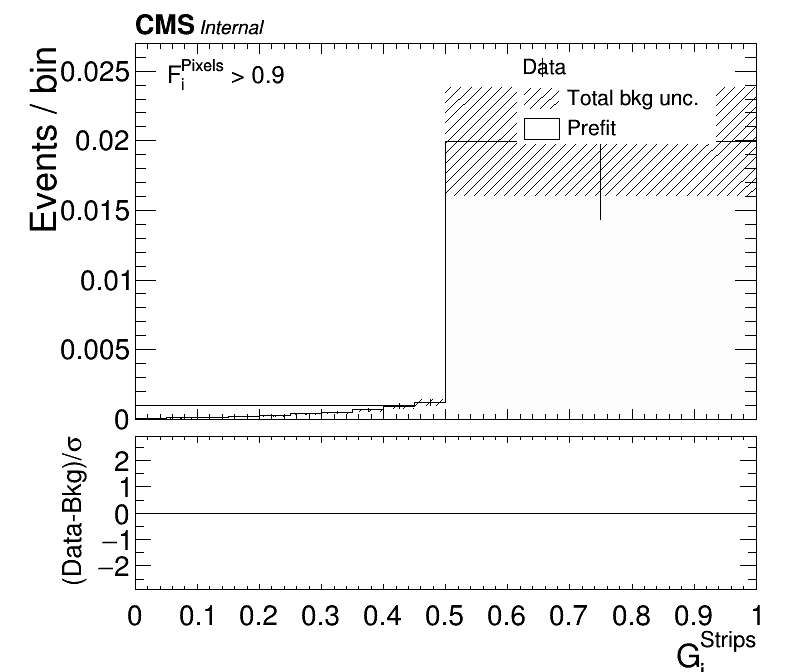 CMS Internal
Events / bin
F_i^Pixels > 0.9
Data
Total bkg unc.
Prefit
0.025
0.02
0.015
0.01
0.005
0
(Data-Bkg)/σ
2
1
0
−1
−2
0 0.1 0.2 0.3 0.4 0.5 0.6 0.7 0.8 0.9 1
G_i^Strips